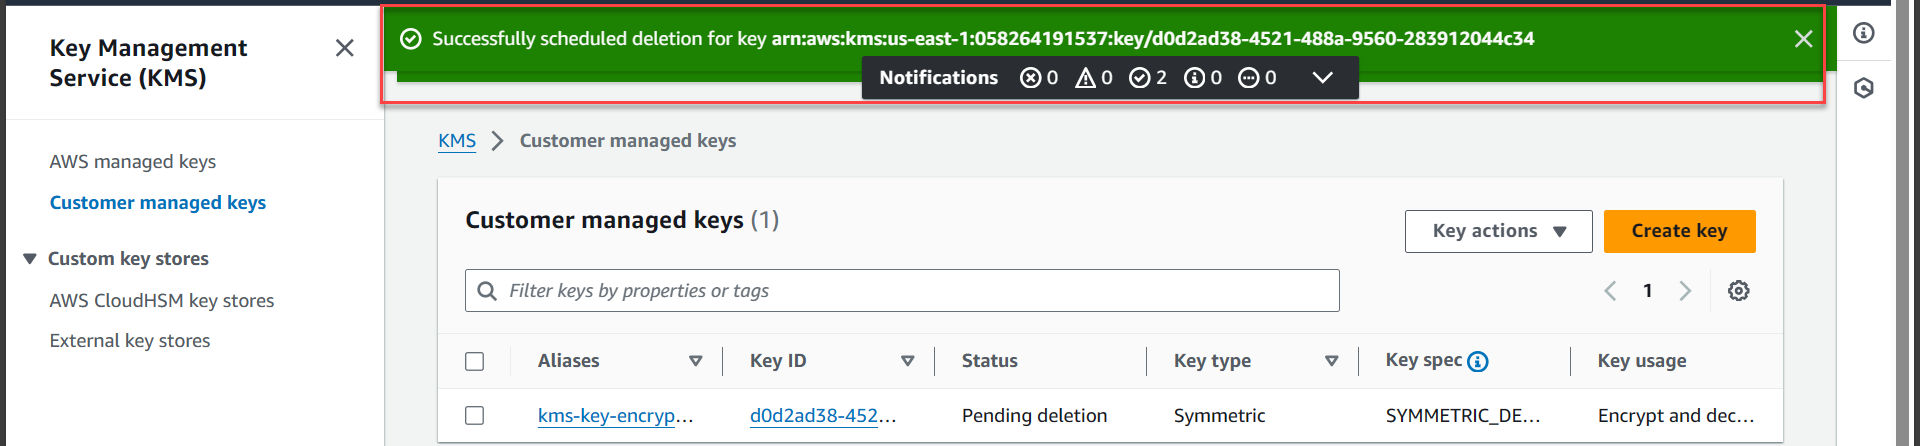 Key Management
Service (KMS)
AWS managed keys
Customer managed keys
Custom key stores
AWS CloudHSM key stores
External key stores
Successfully scheduled deletion for key arn:aws:kms:us-east-1:058264191537:key/d0d2ad38-4521-488a-9560-283912044c34
Notifications 0 0 2 0 0
KMS Customer managed keys
Customer managed keys (1)
Key actions Create key
Filter keys by properties or tags
1
Aliases Key ID Status Key type Key spec Key usage
kms-key-encryp... d0d2ad38-452... Pending deletion Symmetric SYMMETRIC_DE... Encrypt and dec...